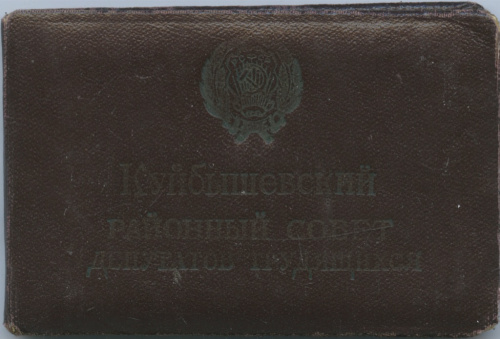 Куйбышевский
РАЙОННЫЙ СОВЕТ
ДЕПУТАТОВ ТРУДЯЩИХСЯ